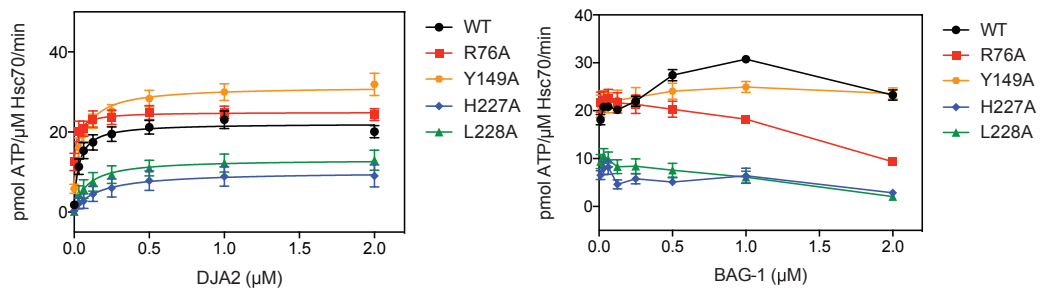 pmol ATP/µM Hsc70/min
40
20
0
0.0 0.5 1.0 1.5 2.0
DJA2 (µM)
WT
R76A
Y149A
H227A
L228A
pmol ATP/µM Hsc70/min
40
30
20
10
0
0.0 0.5 1.0 1.5 2.0
BAG-1 (µM)
WT
R76A
Y149A
H227A
L228A